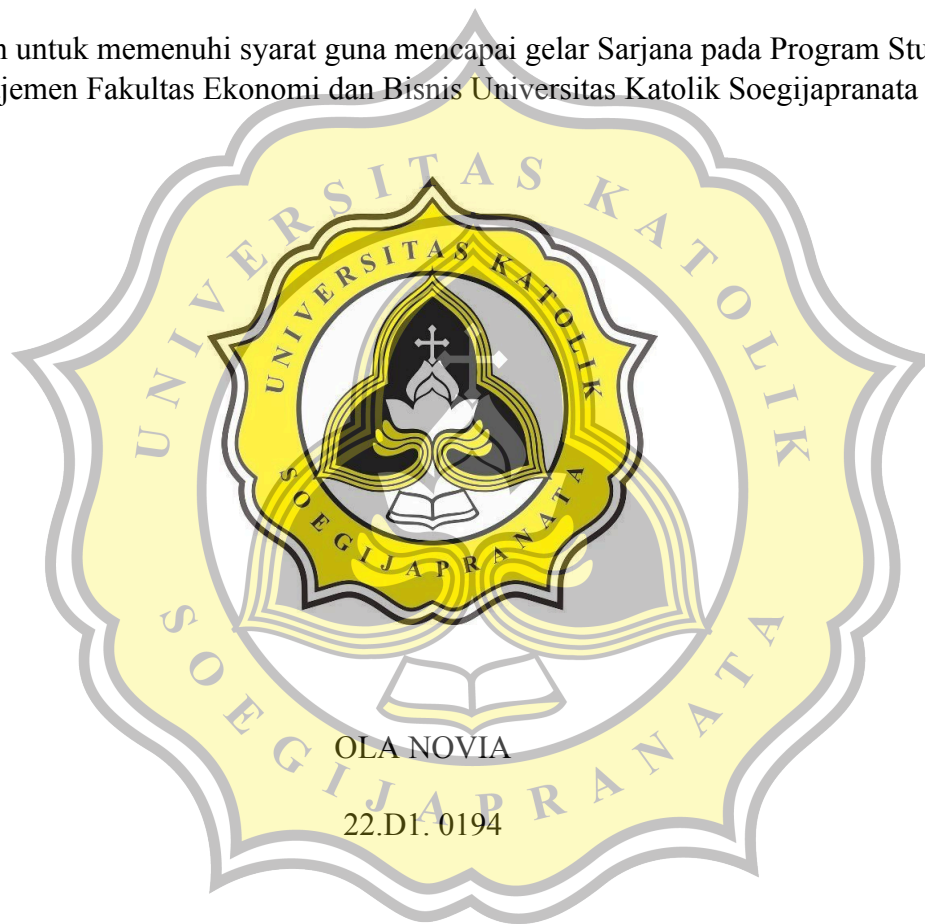 n untuk memenuhi syarat guna mencapai gelar Sarjana pada Program Stu
jemen Fakultas Ekonomi dan Bisnis Universitas Katolik Soegijapranata
UNIVERSITAS KATOLIK
SOEGIJAPRANATA
UNIVERSITAS KATOLIK
SOEGIJAPRANATA
OLA NOVIA
22.D1. 0194